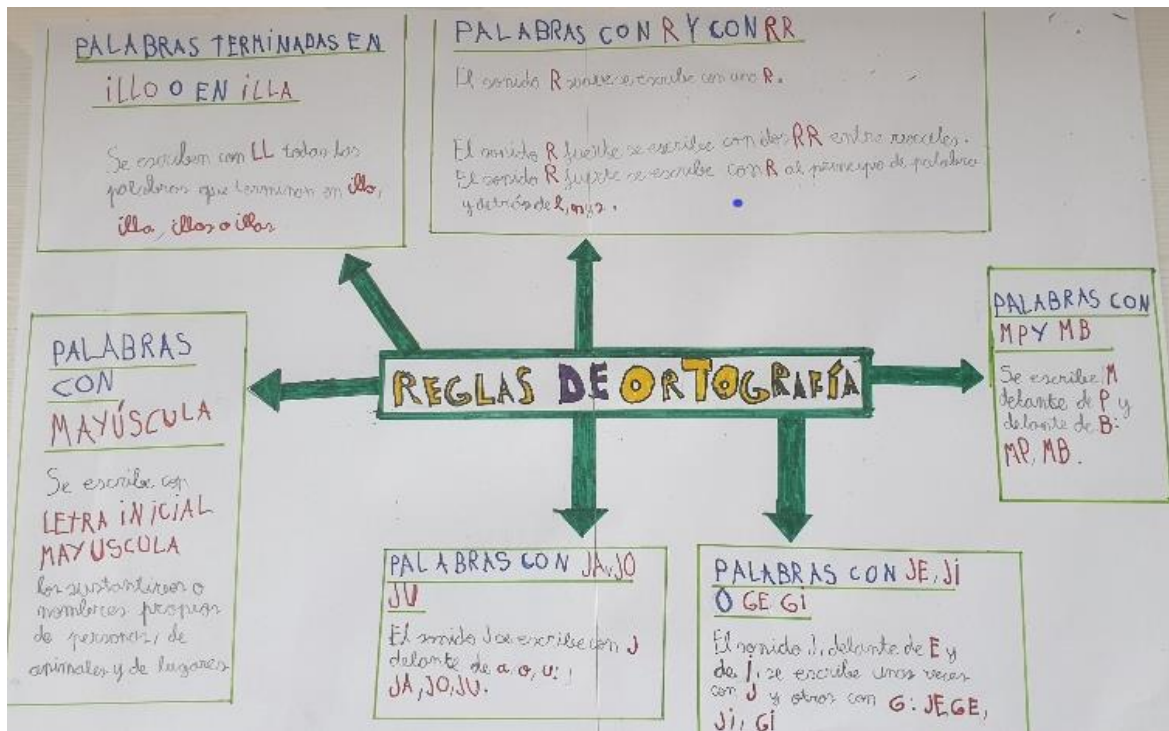 PALABRAS TERMINADAS EN
iLLO O EN iLLA
Se escriben con LL todas las
palabras que terminan en illo,
illa, illos o illas
PALABRAS CON R Y CON RR
El sonido R suave se escribe con una R.
El sonido R fuerte se escribe con dos RR entre vocales.
El sonido R fuerte se escribe con R al principo de palabra
y detrás de l, n y s.
PALABRAS
CON
MAYÚSCULA
Se escribe con
LETRA iNiCIAL
MAYUSCULA
los sustantivos o
nombres propios
de personas, de
animales y de lugares
REGLAS DE ORTOGRAFÍA
PALABRAS CON
MP Y MB
Se escribe M
delante de P y
delante de B:
MP, MB.
PALABRAS CON JA, JO
JU
El sonido J se escribe con J
delante de a, o, u:
JA, JO, JU.
PALABRAS CON JE, Ji
O GE Gi
El sonido J, delante de E y
de i, se escribe unas veces
con J y otras con G: JE, GE,
Ji, Gi